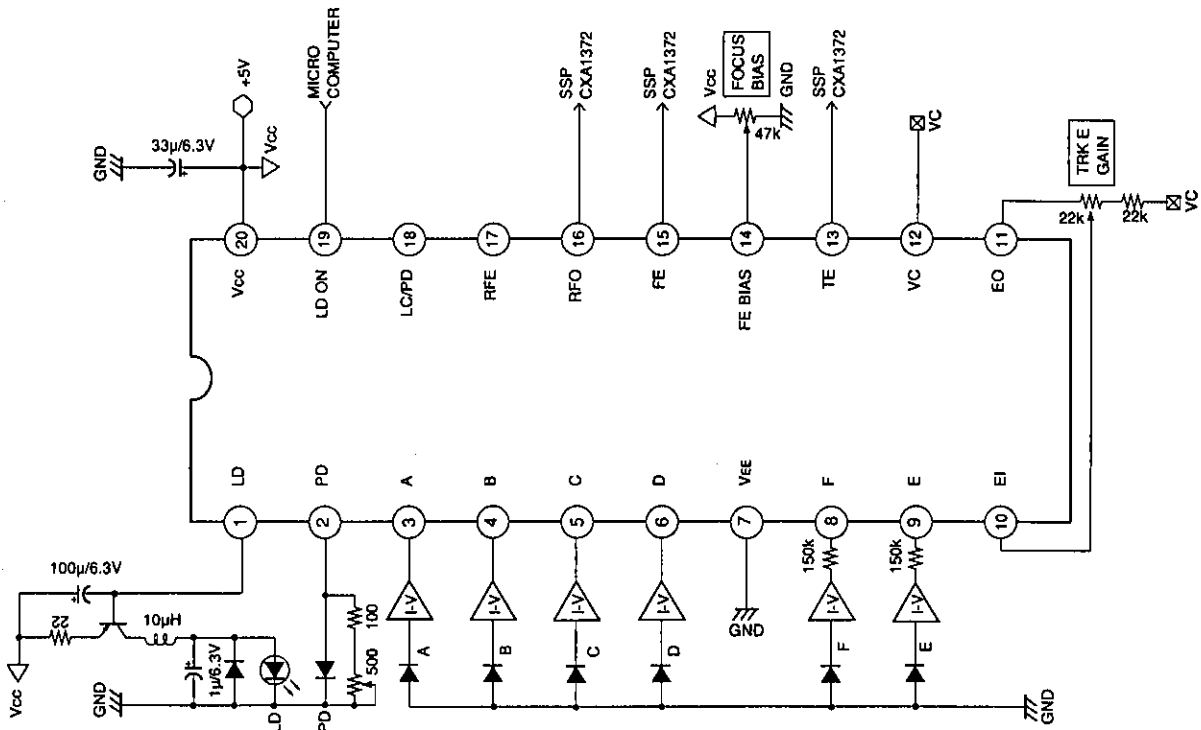 GND
33μ/6.3V
+5V
Vcc
MICRO
COMPUTER
SSP
CXA1372
SSP
CXA1372
Vcc
FOCUS
BIAS
GND
47k
SSP
CXA1372
VC
TRK E
GAIN
22k
22k
VC
20
19
18
17
16
15
14
13
12
11
Vcc
LD ON
LC/PD
RFE
RFO
FE
FE BIAS
TE
VC
EO
LD
PD
A
B
C
D
VEE
F
E
EI
1
2
3
4
5
6
7
8
9
10
100μ/6.3V
22
10μH
Vcc
GND
1μ/6.3V
LD
PD
500
100
I-V
I-V
I-V
I-V
GND
150k
150k
I-V
I-V
A
B
C
D
F
E
GND